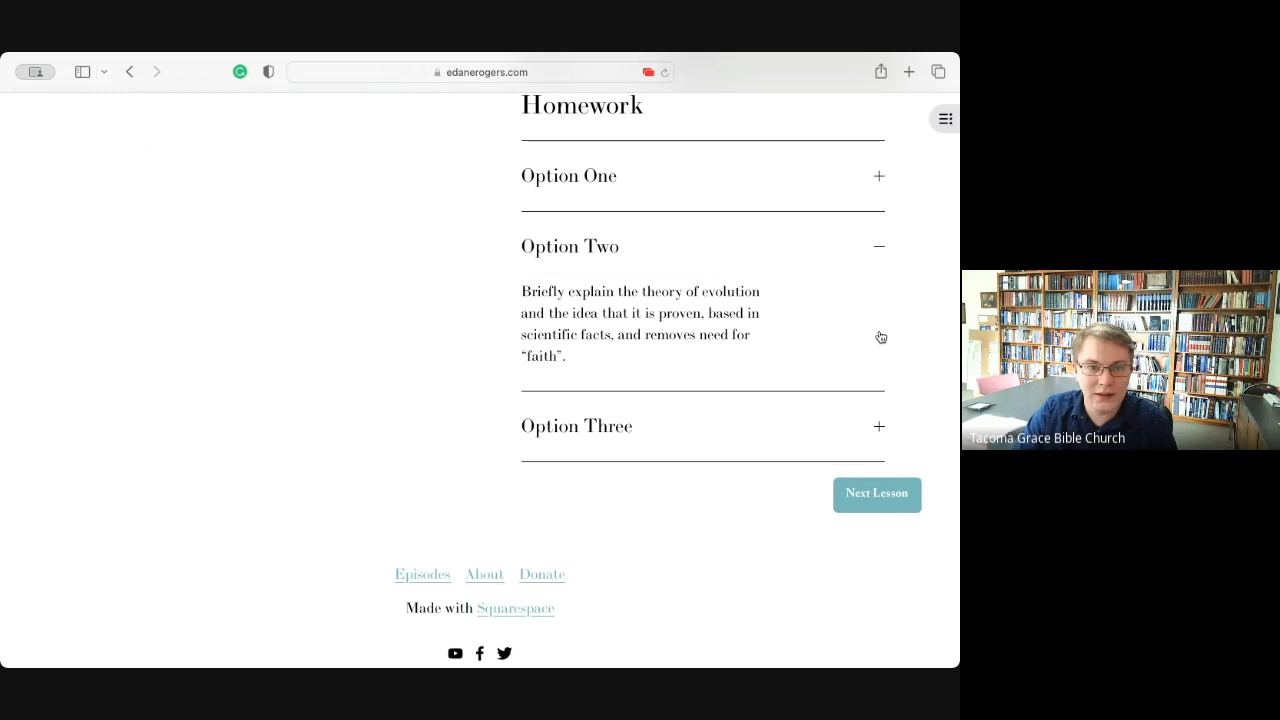 edanerogers.com
Homework
Option One
Option Two
Briefly explain the theory of evolution
and the idea that it is proven, based in
scientific facts, and removes need for
“faith”.
Option Three
Next Lesson
Episodes About Donate
Made with Squarespace
Tacoma Grace Bible Church